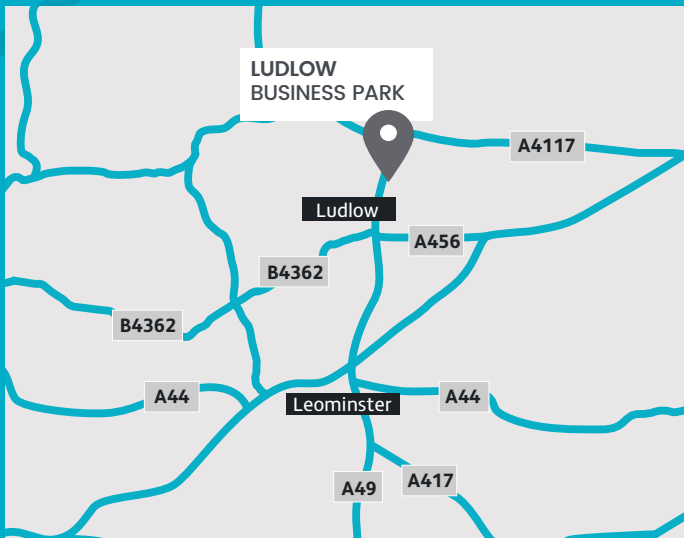 LUDLOW
BUSINESS PARK
A4117
Ludlow
A456
B4362
B4362
A44
A44
Leominster
A417
A49